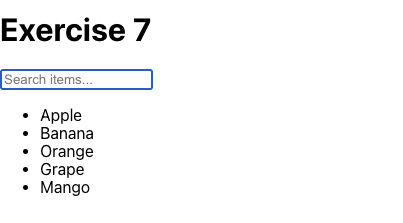 Exercise 7
Search items...
Apple
Banana
Orange
Grape
Mango